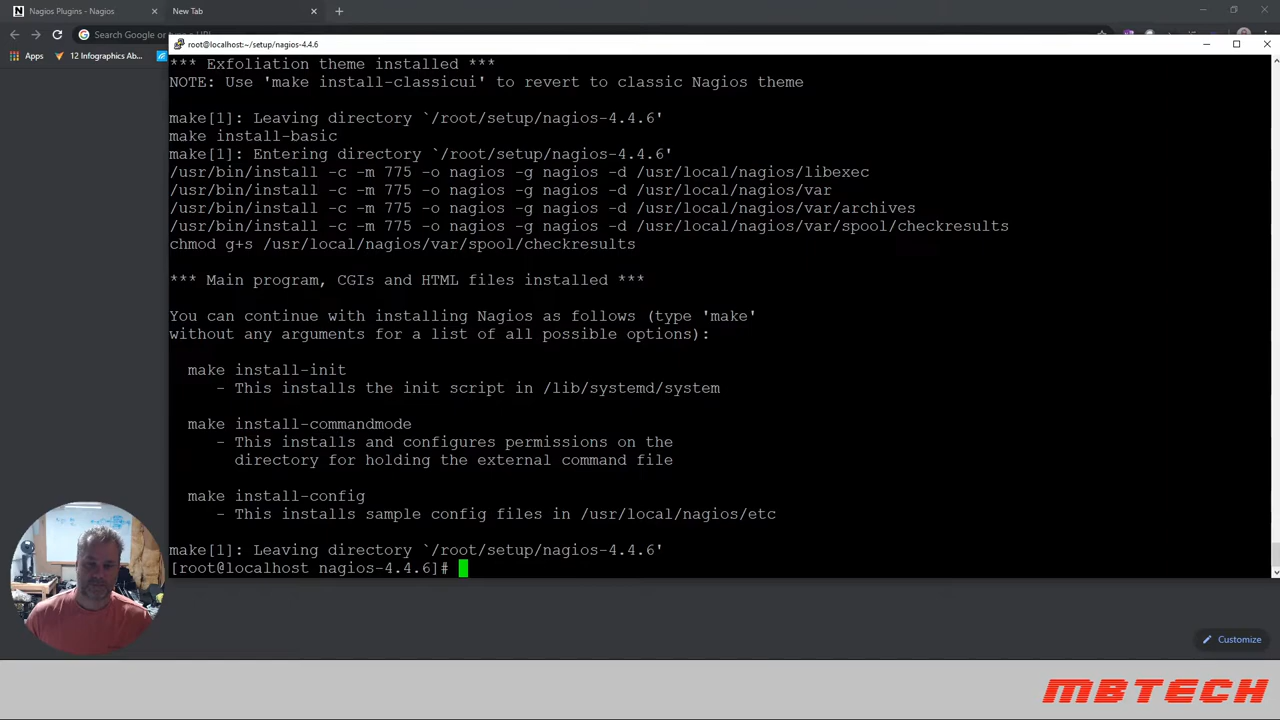 Nagios Plugins - Nagios
New Tab
Apps
12 Infographics Ab...
root@localhost:~/setup/nagios-4.4.6
*** Exfoliation theme installed ***
NOTE: Use 'make install-classicui' to revert to classic Nagios theme
make[1]: Leaving directory `/root/setup/nagios-4.4.6'
make install-basic
make[1]: Entering directory `/root/setup/nagios-4.4.6'
/usr/bin/install -c -m 775 -o nagios -g nagios -d /usr/local/nagios/libexec
/usr/bin/install -c -m 775 -o nagios -g nagios -d /usr/local/nagios/var
/usr/bin/install -c -m 775 -o nagios -g nagios -d /usr/local/nagios/var/archives
/usr/bin/install -c -m 775 -o nagios -g nagios -d /usr/local/nagios/var/spool/checkresults
chmod g+s /usr/local/nagios/var/spool/checkresults
*** Main program, CGIs and HTML files installed ***
You can continue with installing Nagios as follows (type 'make'
without any arguments for a list of all possible options):
make install-init
- This installs the init script in /lib/systemd/system
make install-commandmode
- This installs and configures permissions on the
directory for holding the external command file
make install-config
- This installs sample config files in /usr/local/nagios/etc
make[1]: Leaving directory `/root/setup/nagios-4.4.6'
[root@localhost nagios-4.4.6]#
Customize
MBTECH